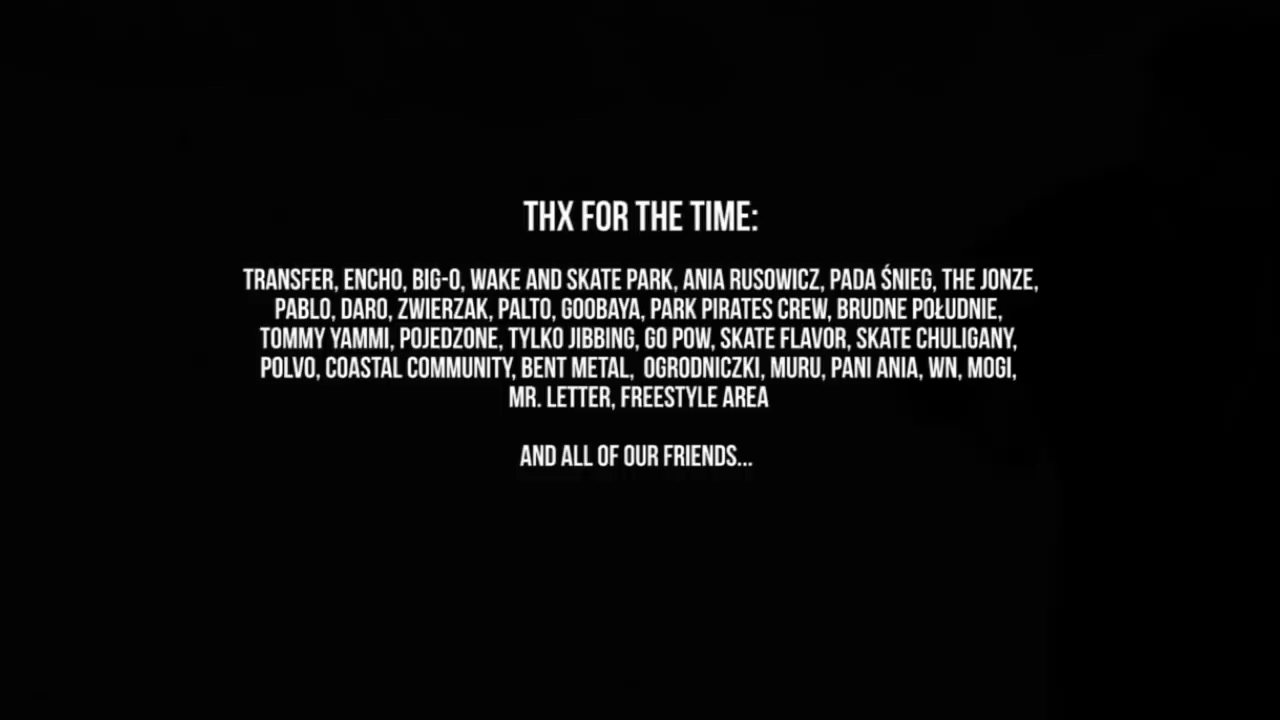 THX FOR THE TIME:
TRANSFER, ENCHO, BIG-O, WAKE AND SKATE PARK, ANIA RUSOWICZ, PADA ŚNIEG, THE JONZE,
PABLO, DARO, ZWIERZAK, PALTO, GOOBAYA, PARK PIRATES CREW, BRUDNE POŁUDNIE,
TOMMY YAMMI, POJEDZONE, TYLKO JIBBING, GO POW, SKATE FLAVOR, SKATE CHULIGANY,
POLVO, COASTAL COMMUNITY, BENT METAL, OGRODNICZKI, MURU, PANI ANIA, WN, MOGI,
MR. LETTER, FREESTYLE AREA
AND ALL OF OUR FRIENDS...